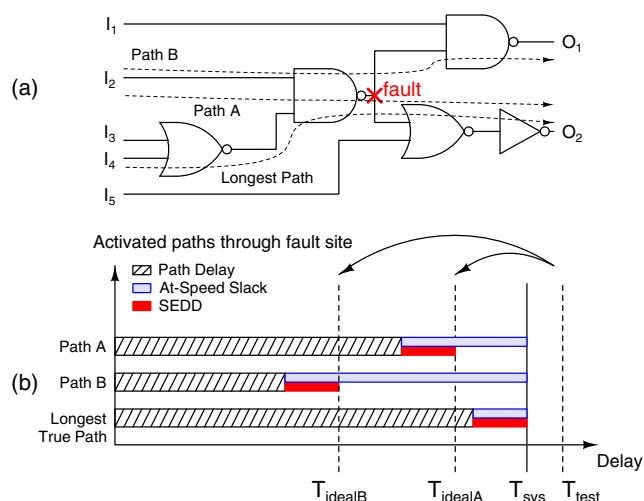 I1
Path B
O1
I2
fault
(a)
Path A
I3
I4
O2
Longest Path
I5
Activated paths through fault site
Path Delay
At-Speed Slack
SEDD
Path A
(b)
Path B
Longest
True Path
Delay
TidealB
TidealA
Tsys
Ttest